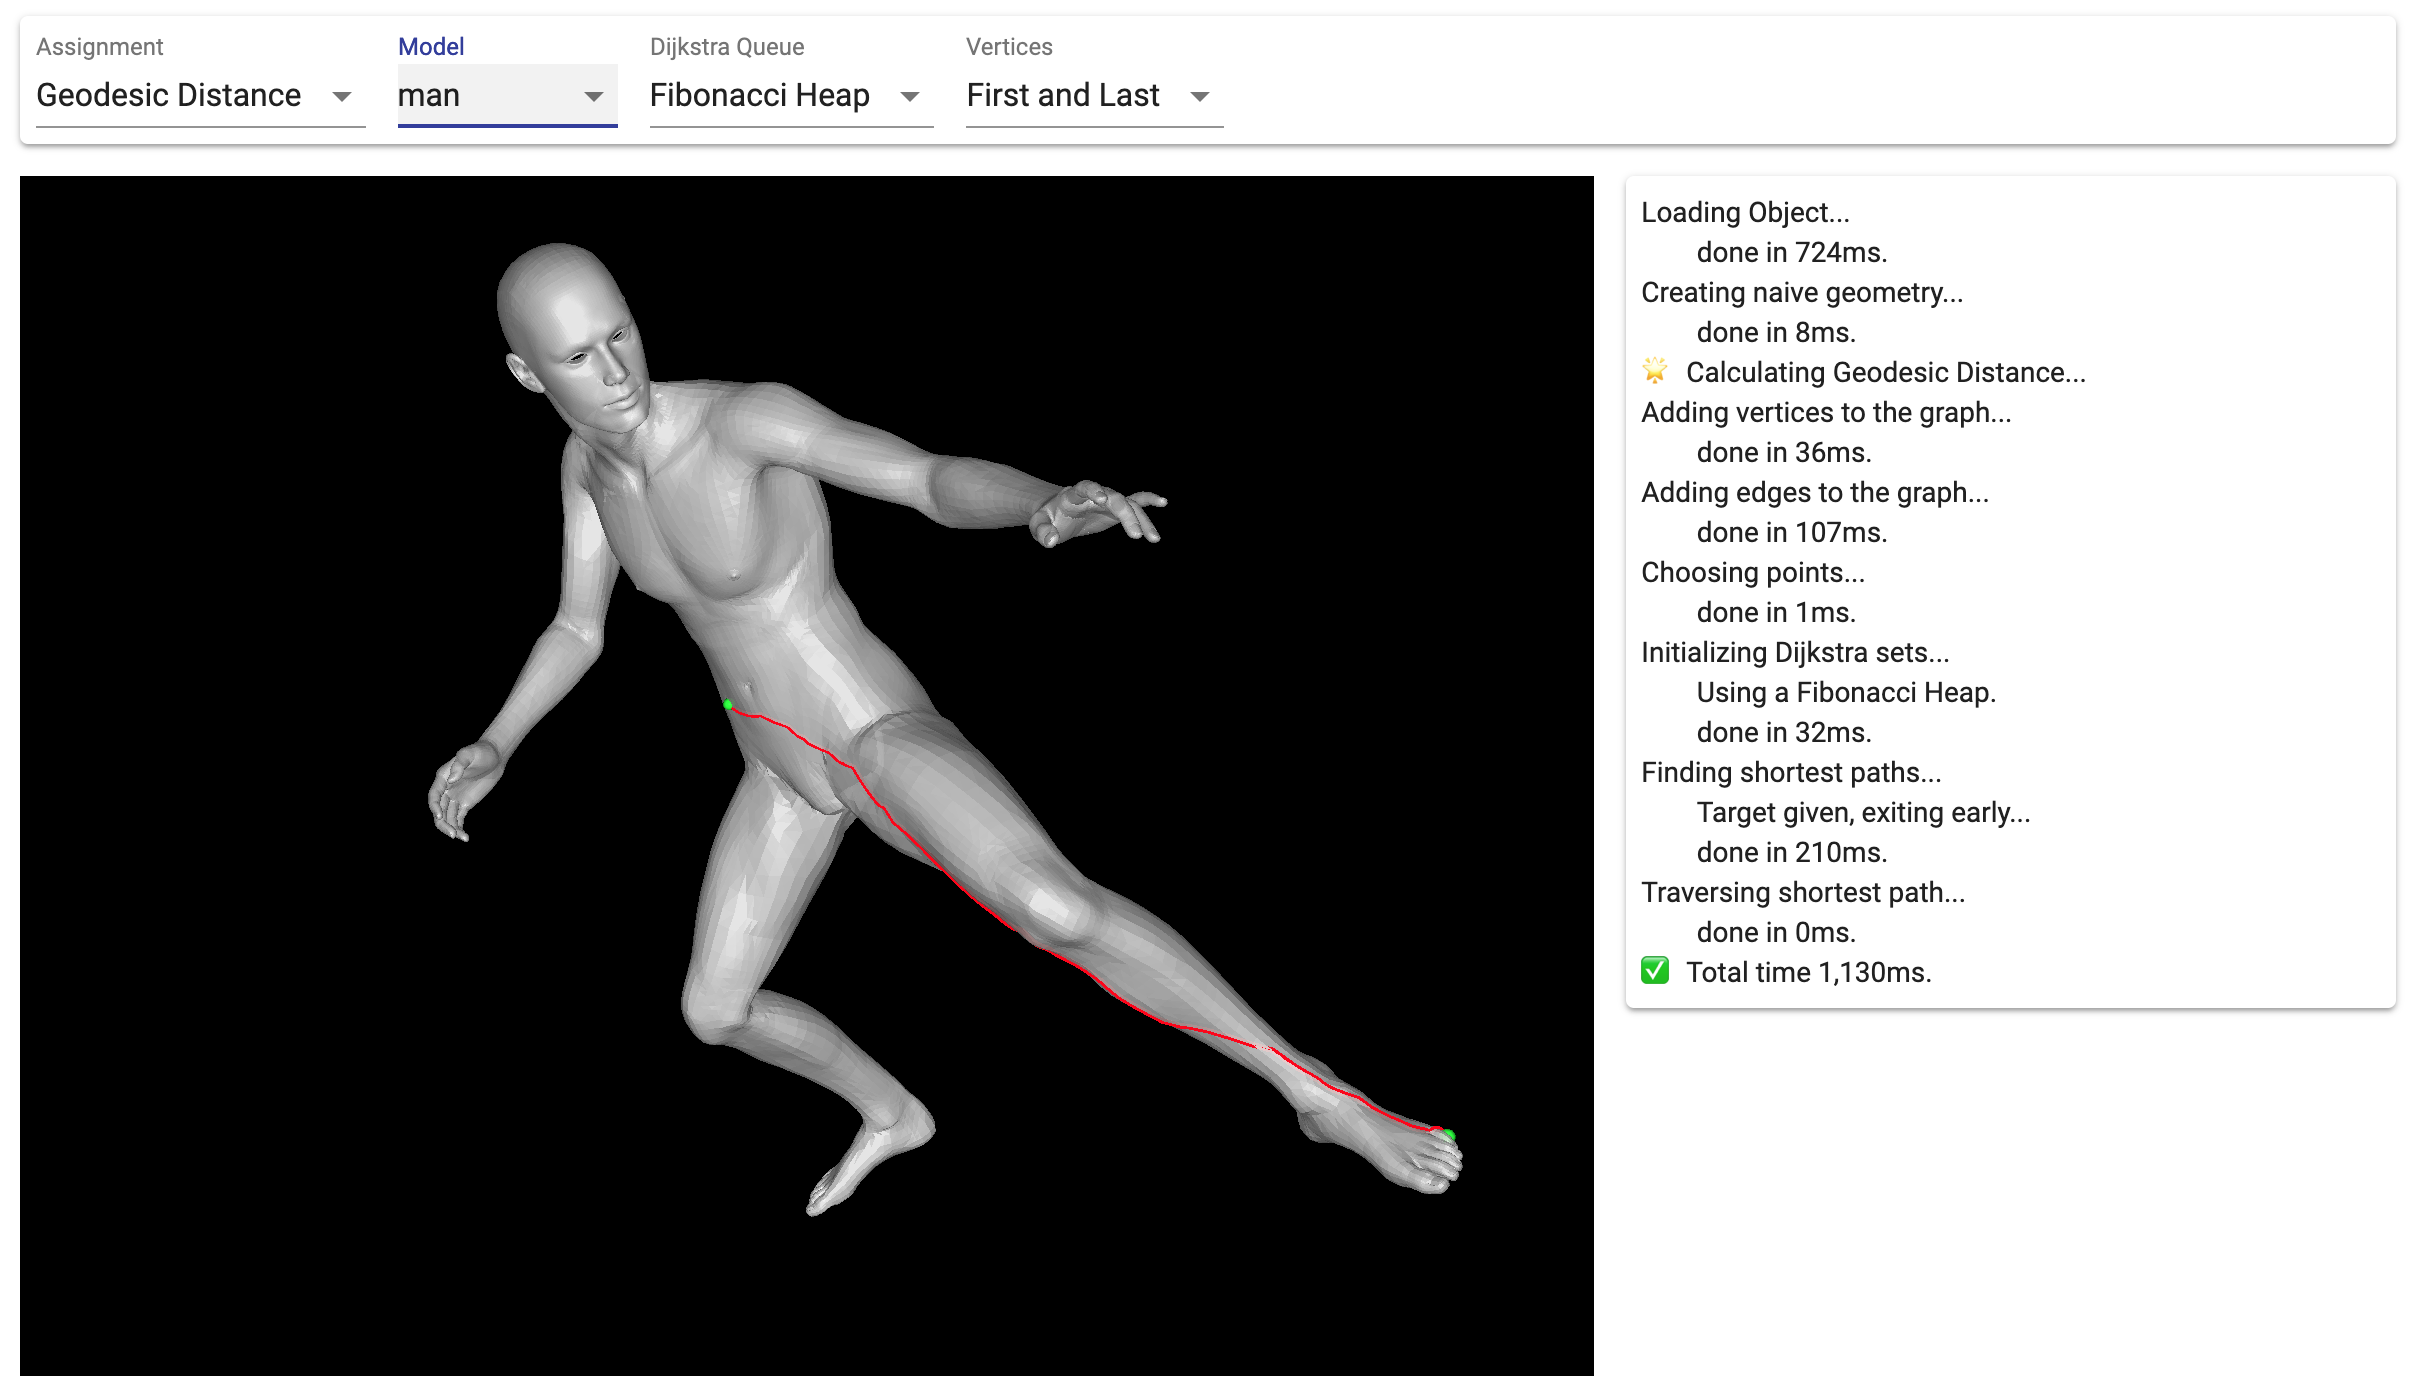 Assignment
Model
Dijkstra Queue
Vertices
Geodesic Distance
man
Fibonacci Heap
First and Last
Loading Object...
done in 724ms.
Creating naive geometry...
done in 8ms.
🌟 Calculating Geodesic Distance...
Adding vertices to the graph...
done in 36ms.
Adding edges to the graph...
done in 107ms.
Choosing points...
done in 1ms.
Initializing Dijkstra sets...
Using a Fibonacci Heap.
done in 32ms.
Finding shortest paths...
Target given, exiting early...
done in 210ms.
Traversing shortest path...
done in 0ms.
✅ Total time 1,130ms.